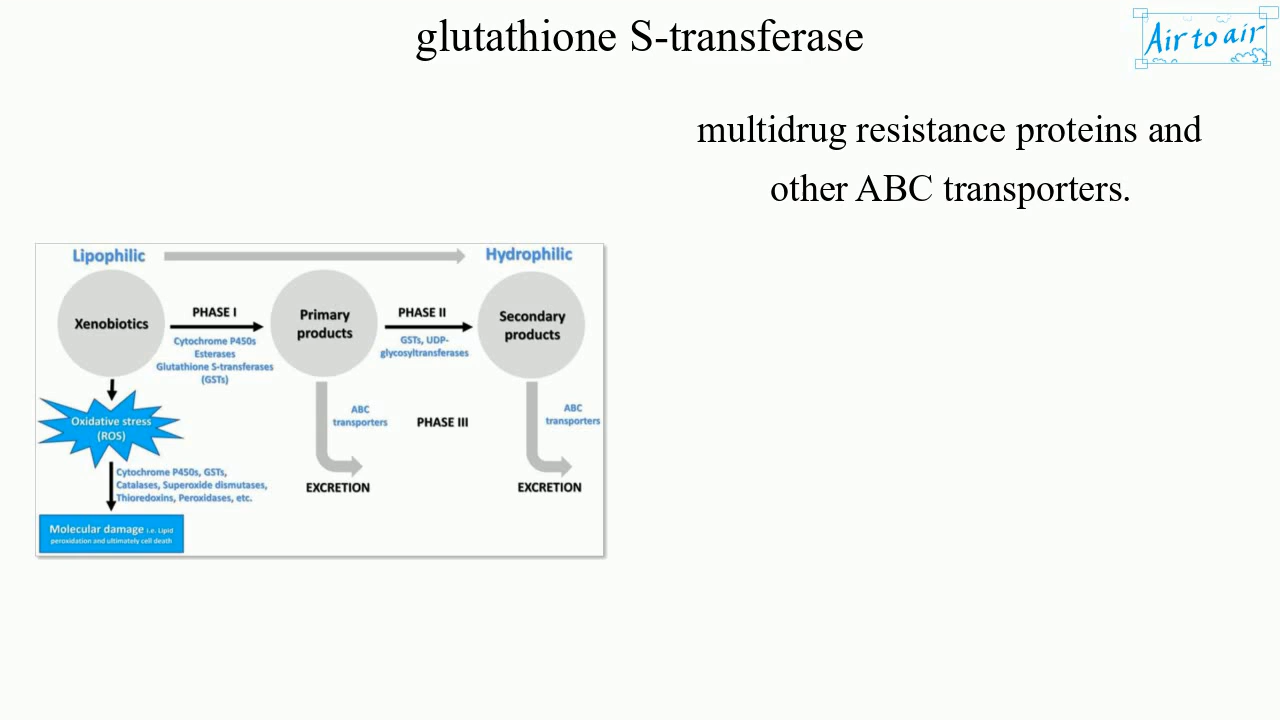 glutathione S-transferase
Air to air
multidrug resistance proteins and
other ABC transporters.
Lipophilic
Hydrophilic
Xenobiotics
PHASE I
Cytochrome P450s
Esterases
Glutathione S-transferases
(GSTs)
Primary
products
PHASE II
GSTs, UDP-
glycosyltransferases
Secondary
products
Oxidative stress
(ROS)
ABC
transporters
PHASE III
ABC
transporters
Cytochrome P450s, GSTs,
Catalases, Superoxide dismutases,
Thioredoxins, Peroxidases, etc.
EXCRETION
EXCRETION
Molecular damage i.e. Lipid
peroxidation and ultimately cell death